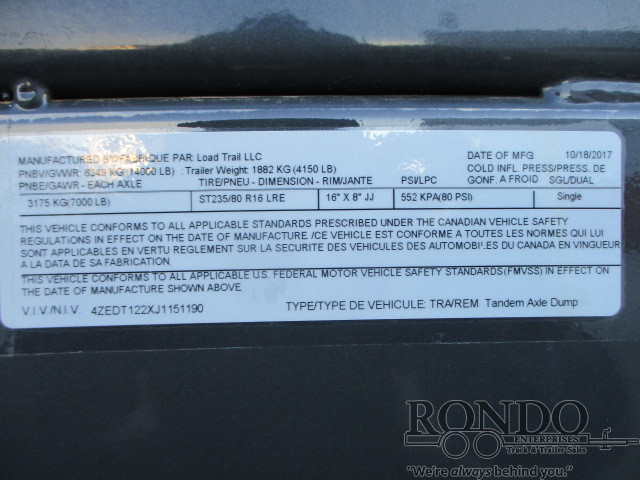 MANUFACTURED BY/FABRIQUE PAR: Load Trail LLC DATE OF MFG 10/18/2017
PNBV/GVWR: 6349 KG (14000 LB) : Trailer Weight: 1882 KG (4150 LB) COLD INFL. PRESS/PRESS. DE
PNBE/GAWR - EACH AXLE TIRE/PNEU - DIMENSION - RIM/JANTE PSI/LPC GONF. A FROID SGL/DUAL
3175 KG(7000 LB) ST235/80 R16 LRE 16" X 8" JJ 552 KPA(80 PSI) Single
THIS VEHICLE CONFORMS TO ALL APPLICABLE STANDARDS PRESCRIBED UNDER THE CANADIAN VEHICLE SAFETY
REGULATIONS IN EFFECT ON THE DATE OF MANUFACTURE. /CE VEHICULE EST CONFORME A TOUTES LES NORMES QUI LUI
SONT APPLICABLES EN VERTU REGLEMENT SUR LA SECURITE DES VEHICULES AUTOMOBILES DU CANADA EN VINGUEUR
A LA DATA DE SA FABRICATION.
THIS VEHICLE CONFORMS TO ALL APPLICABLE U.S. FEDERAL MOTOR VEHICLE SAFETY STANDARDS(FMVSS) IN EFFECT ON
THE DATE OF MANUFACTURE SHOWN ABOVE.
V.I.V./N.I.V. 4ZEDT122XJ1151190 TYPE/TYPE DE VEHICULE: TRA/REM Tandem Axle Dump
RONDO
ENTERPRISES
Truck & Trailer Sales
"We're always behind you."